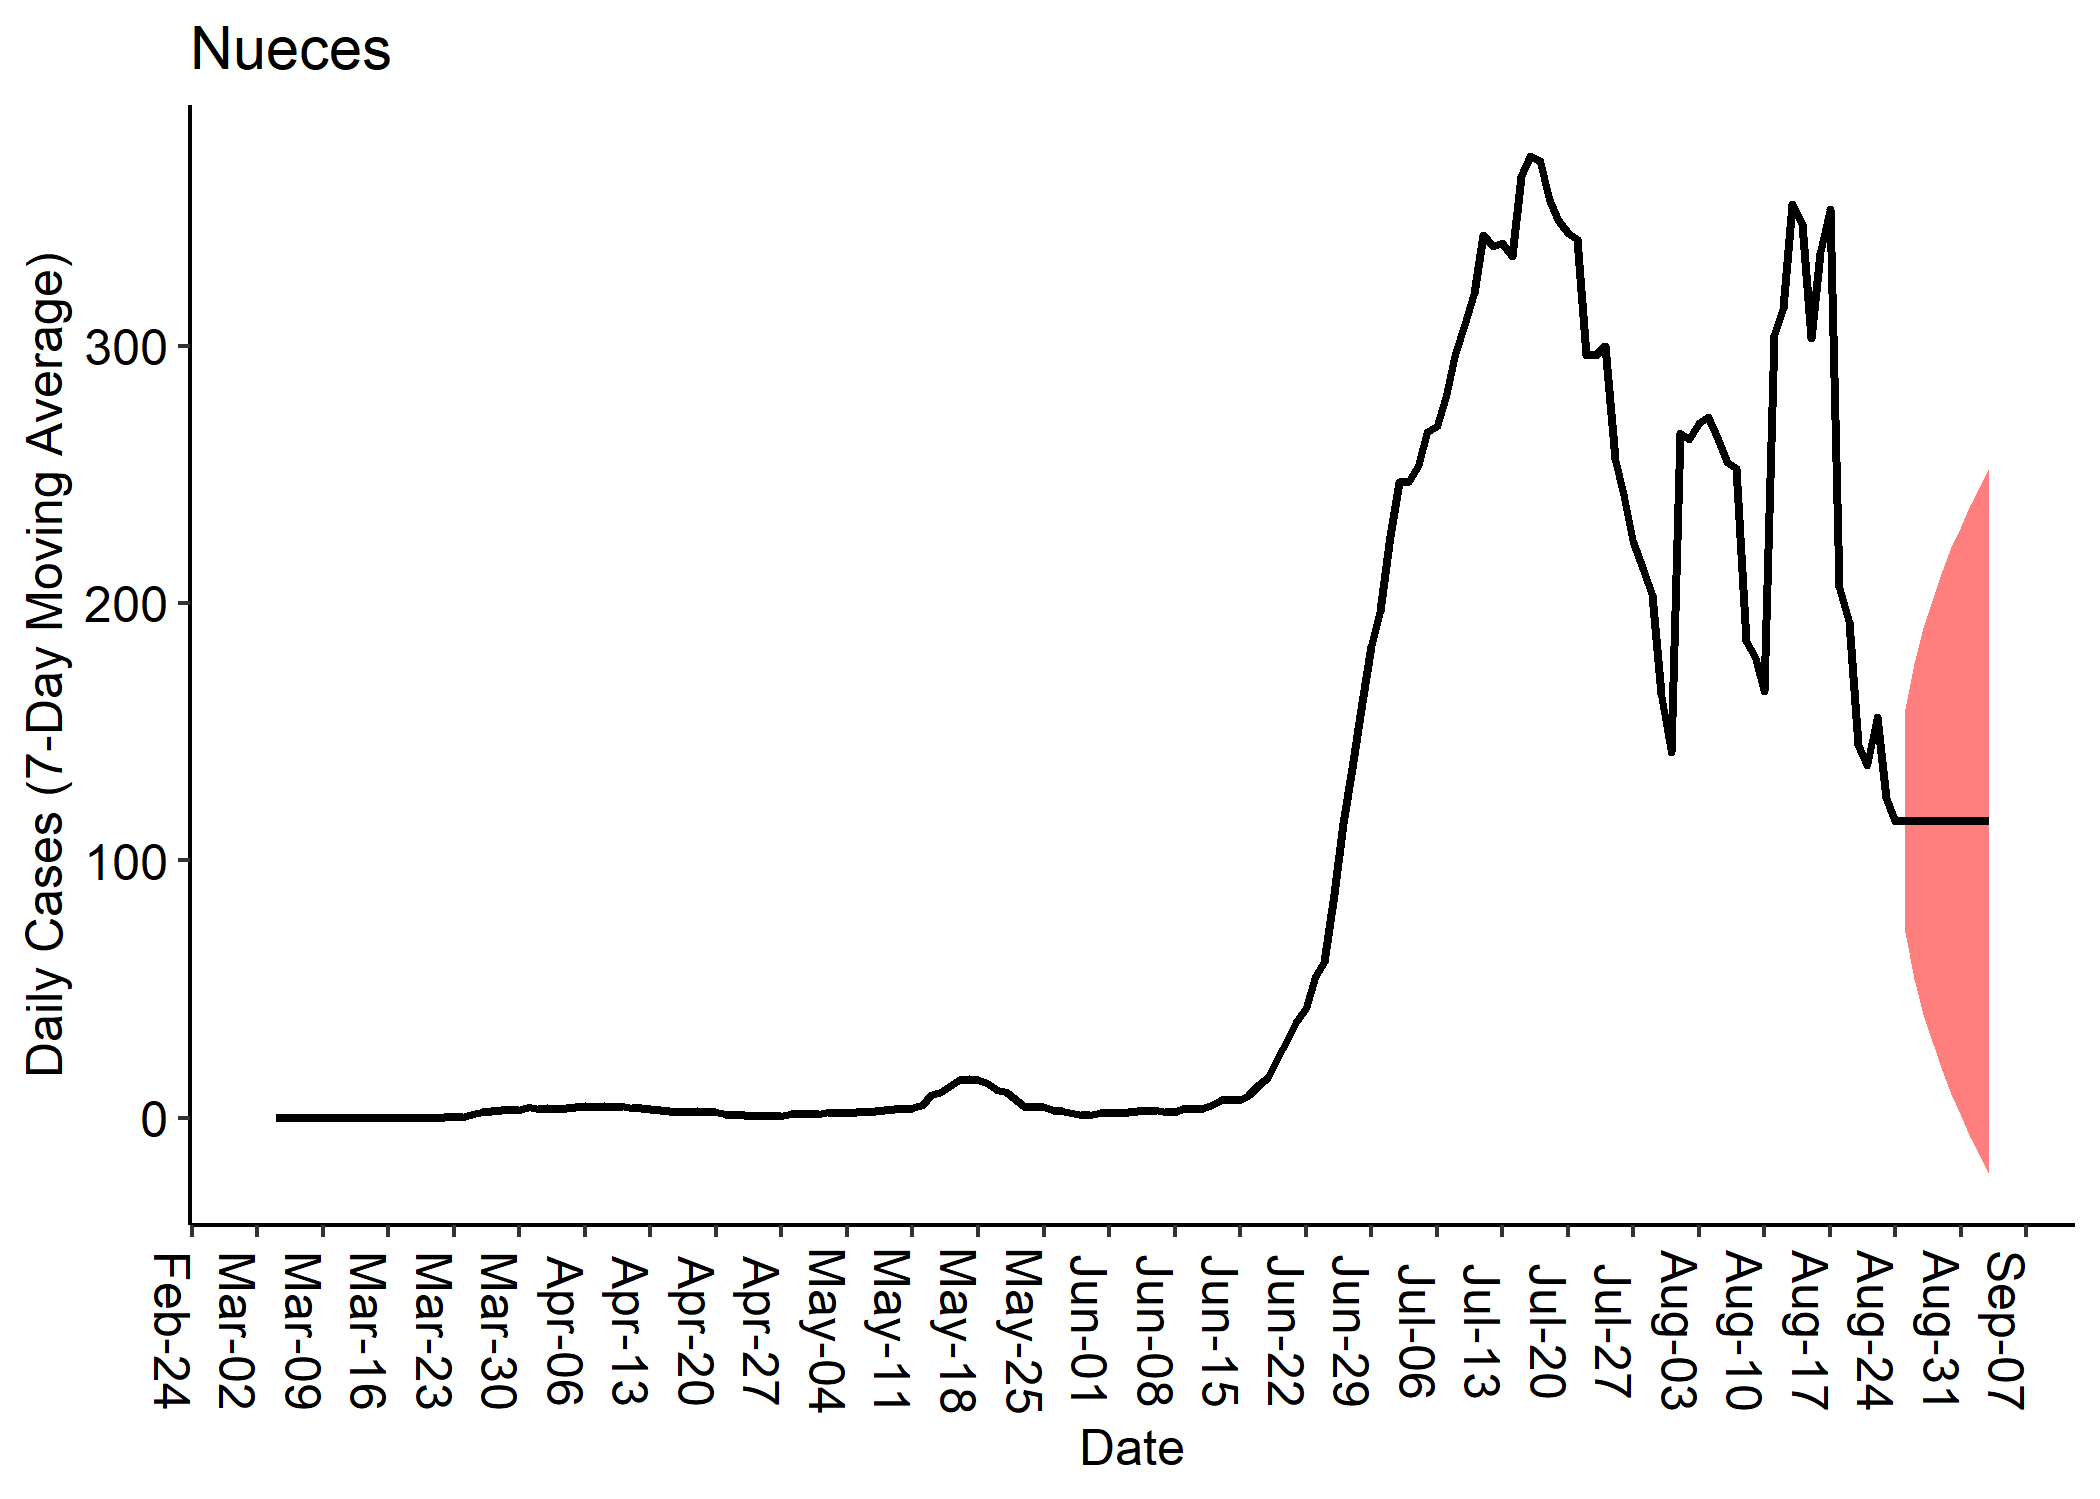 Nueces
Daily Cases (7-Day Moving Average)
300
200
100
0
Feb-24
Mar-02
Mar-09
Mar-16
Mar-23
Mar-30
Apr-06
Apr-13
Apr-20
Apr-27
May-04
May-11
May-18
May-25
Jun-01
Jun-08
Jun-15
Jun-22
Jun-29
Jul-06
Jul-13
Jul-20
Jul-27
Aug-03
Aug-10
Aug-17
Aug-24
Aug-31
Sep-07
Date